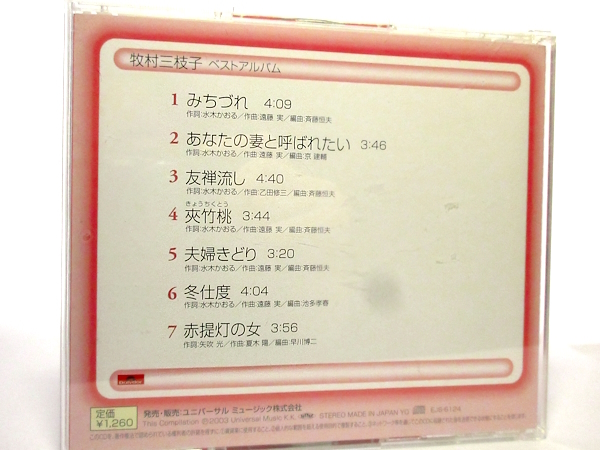 牧村三枝子 ベストアルバム
1 みちづれ 4:09
作詞:水木かおる/作曲:遠藤 実/編曲:斉藤恒夫
2 あなたの妻と呼ばれたい 3:46
作詞:水木かおる/作曲:遠藤 実/編曲:京 建輔
3 友禅流し 4:40
作詞:水木かおる/作曲:乙田修三/編曲:斉藤恒夫
きょうちくとう
4 夾竹桃 3:44
作詞:水木かおる/作曲:遠藤 実/編曲:斉藤恒夫
5 夫婦きどり 3:20
作詞:水木かおる/作曲:遠藤 実/編曲:斉藤恒夫
6 冬仕度 4:04
作詞:水木かおる/作曲:遠藤 実/編曲:池多孝春
7 赤提灯の女 3:56
作詞:矢吹 光/作曲:夏木 陽/編曲:早川博二
定価
¥1,260
発売・販売:ユニバーサル ミュージック株式会社
This Compilation ℗2003 Universal Music K.K. STEREO MADE IN JAPAN